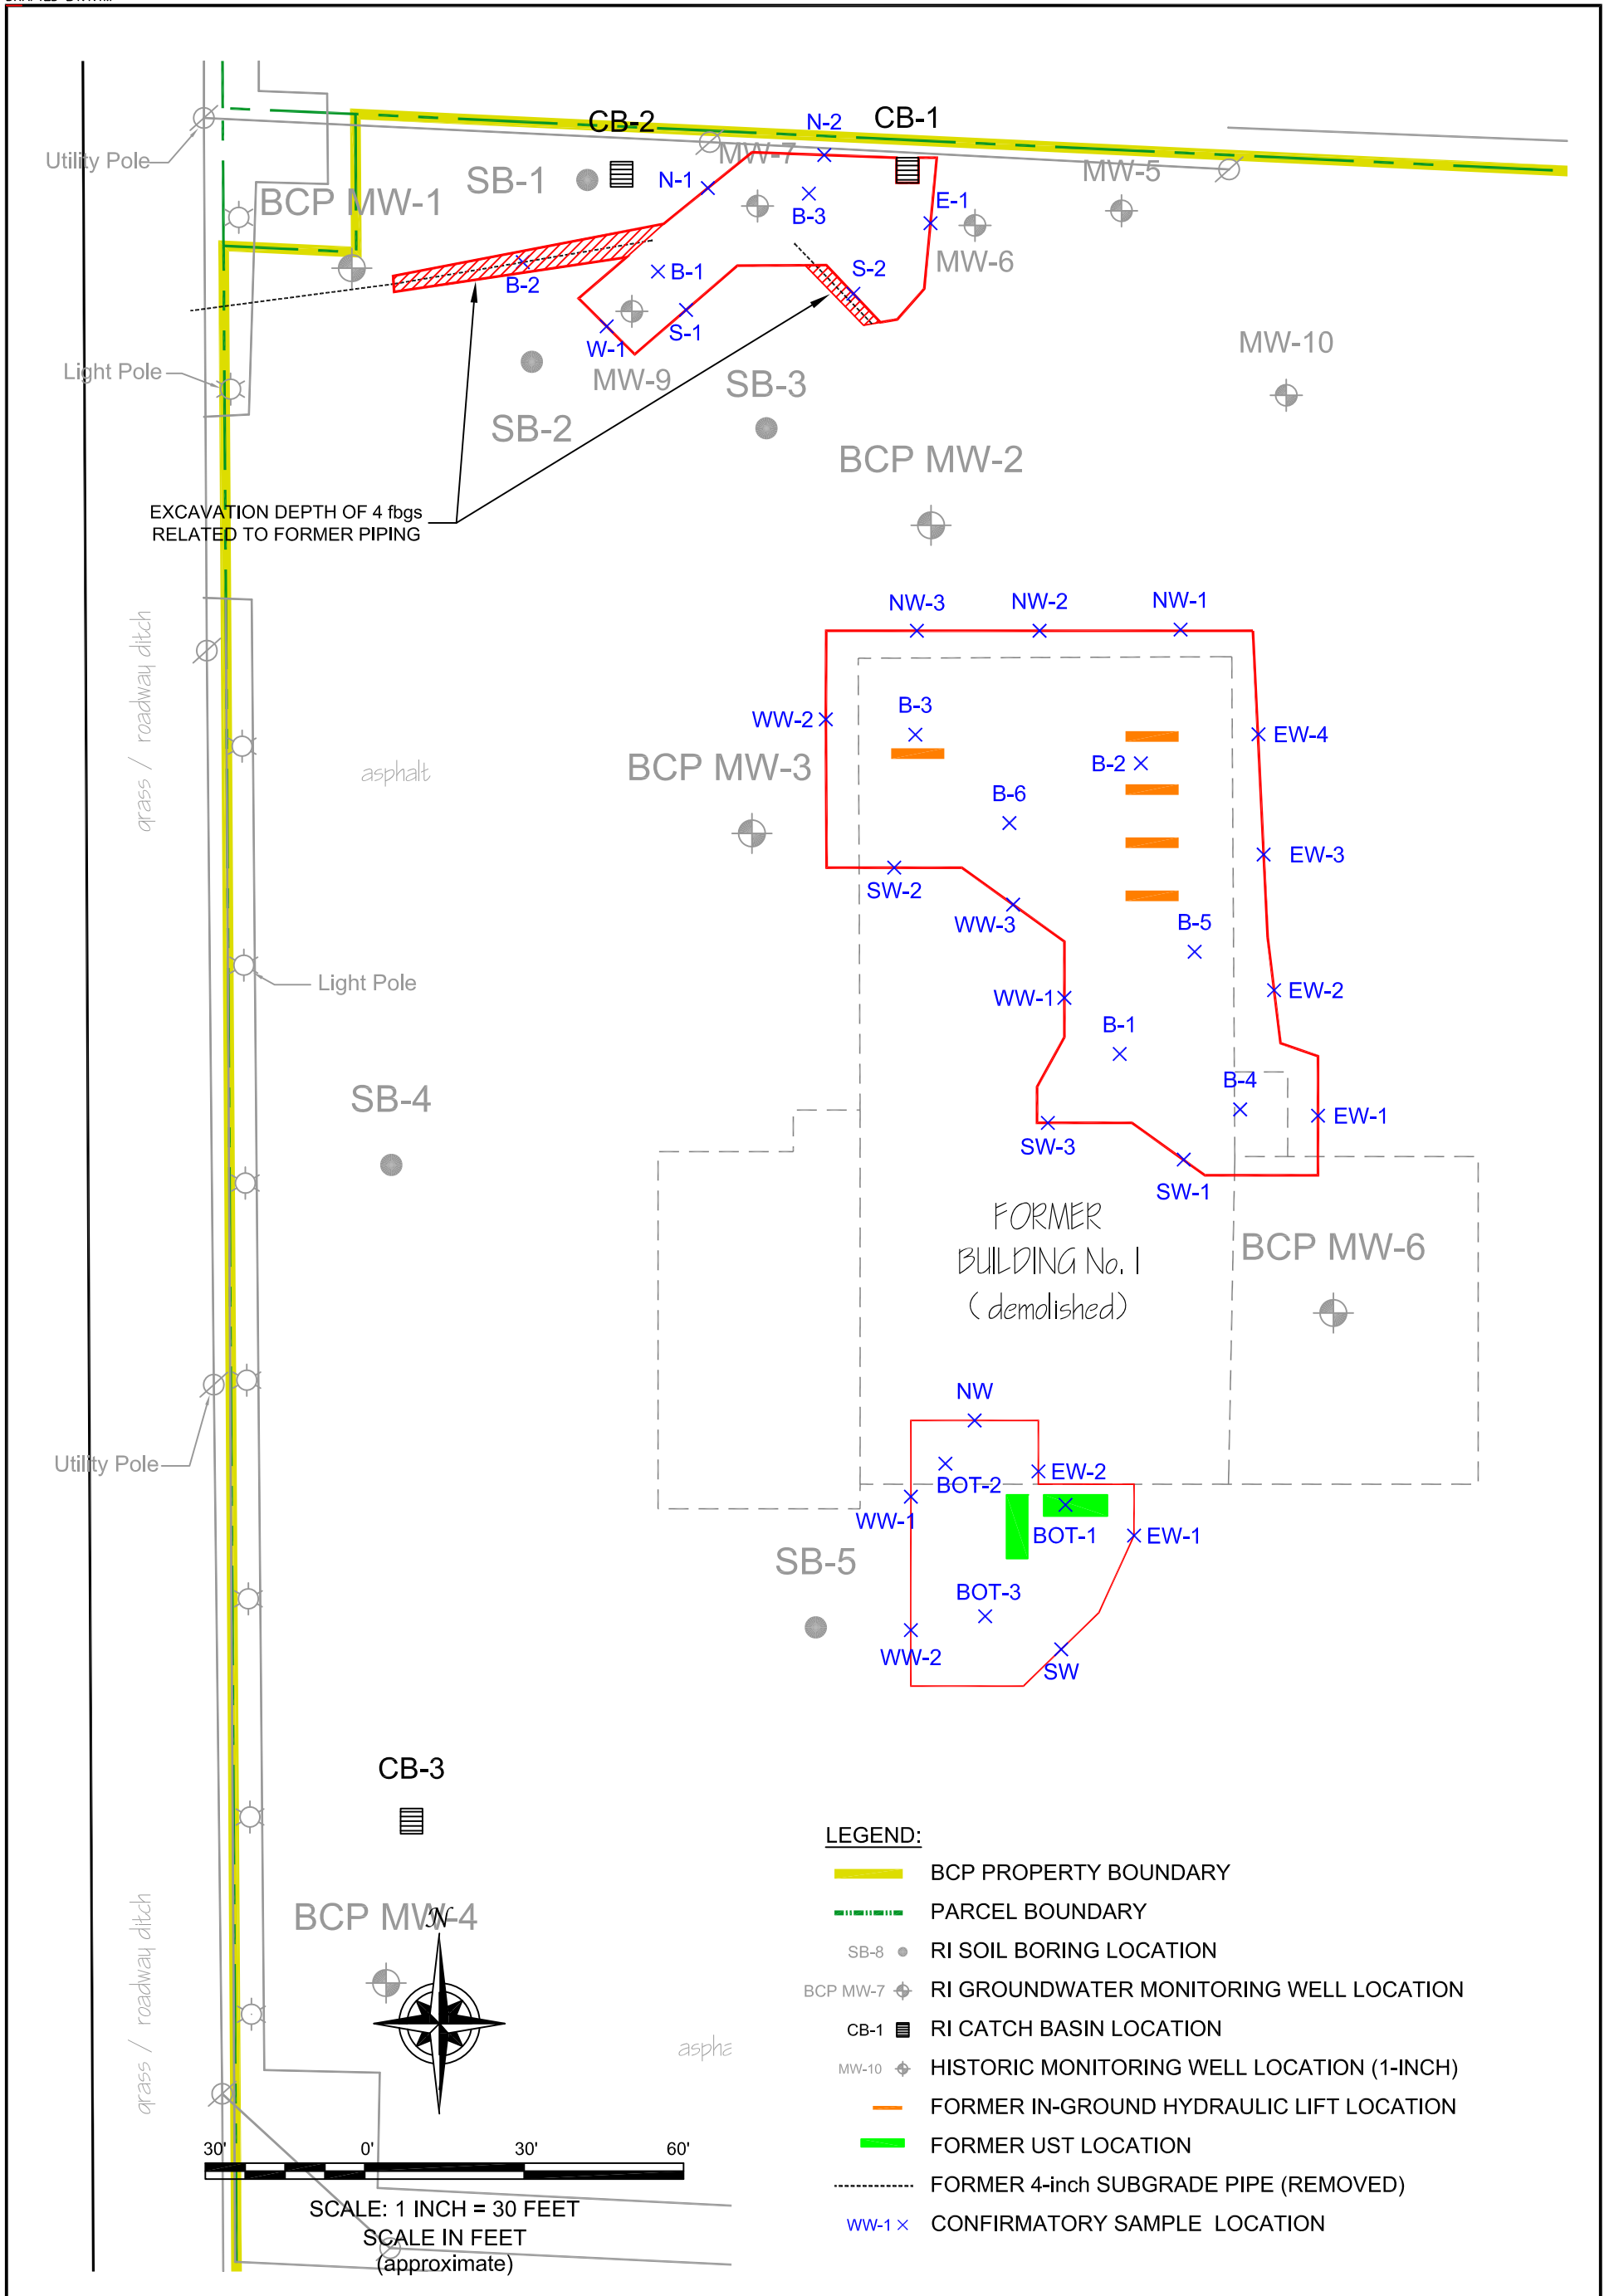 CB-2
N-2
CB-1
Utility Pole
MW-7
SB-1
N-1
MW-5
BCP MW-1
B-3
E-1
MW-6
B-2
B-1
S-2
S-1
W-1
MW-10
Light Pole
MW-9
SB-3
SB-2
BCP MW-2
EXCAVATION DEPTH OF 4 fbgs
RELATED TO FORMER PIPING
NW-3
NW-2
NW-1
grass / roadway ditch
WW-2
B-3
EW-4
asphalt
BCP MW-3
B-2
B-6
EW-3
SW-2
WW-3
B-5
Light Pole
WW-1
EW-2
B-1
SB-4
B-4
EW-1
SW-3
SW-1
FORMER
BUILDING No. 1
(demolished)
BCP MW-6
NW
Utility Pole
EW-2
BOT-2
WW-1
BOT-1
EW-1
SB-5
BOT-3
WW-2
SW
CB-3
grass / roadway ditch
BCP MW-4
N
30'
0'
30'
60'
SCALE: 1 INCH = 30 FEET
SCALE IN FEET
(approximate)
LEGEND:
BCP PROPERTY BOUNDARY
PARCEL BOUNDARY
SB-8 RI SOIL BORING LOCATION
BCP MW-7 RI GROUNDWATER MONITORING WELL LOCATION
CB-1 RI CATCH BASIN LOCATION
MW-10 HISTORIC MONITORING WELL LOCATION (1-INCH)
FORMER IN-GROUND HYDRAULIC LIFT LOCATION
FORMER UST LOCATION
FORMER 4-inch SUBGRADE PIPE (REMOVED)
WW-1 CONFIRMATORY SAMPLE LOCATION